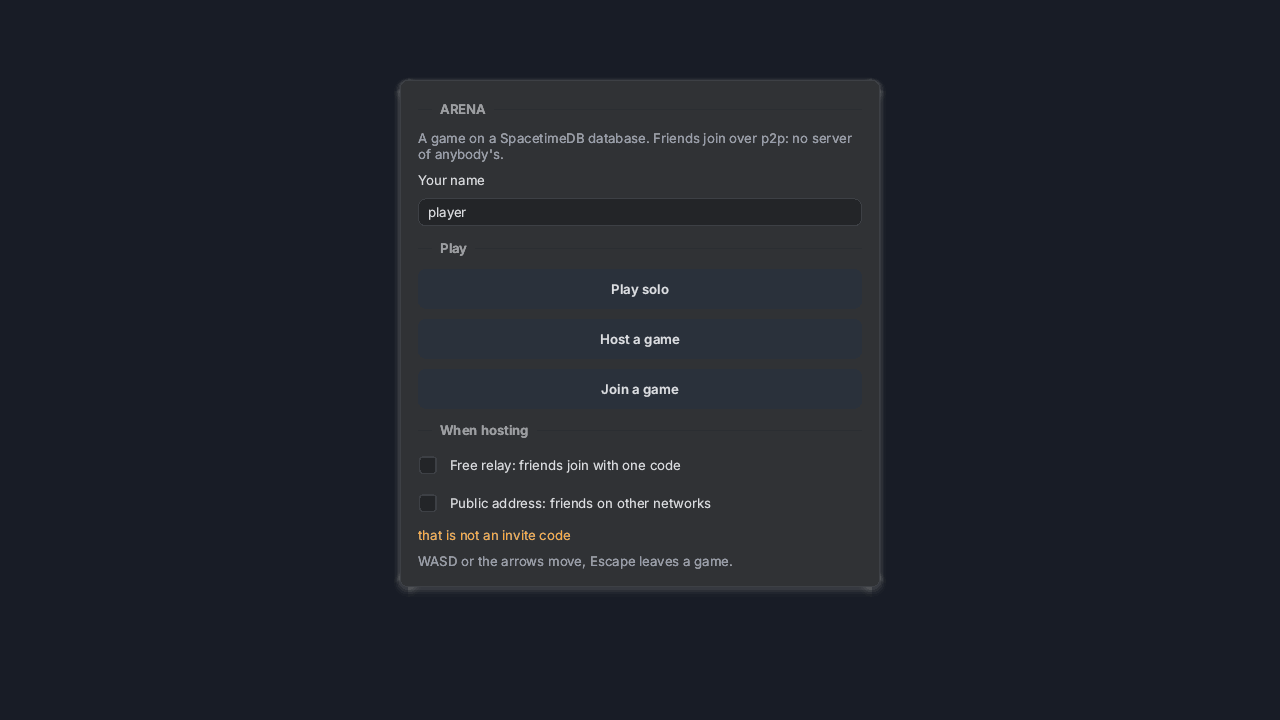 ARENA
A game on a SpacetimeDB database. Friends join over p2p: no server
of anybody's.
Your name
player
Play
Play solo
Host a game
Join a game
When hosting
Free relay: friends join with one code
Public address: friends on other networks
that is not an invite code
WASD or the arrows move, Escape leaves a game.